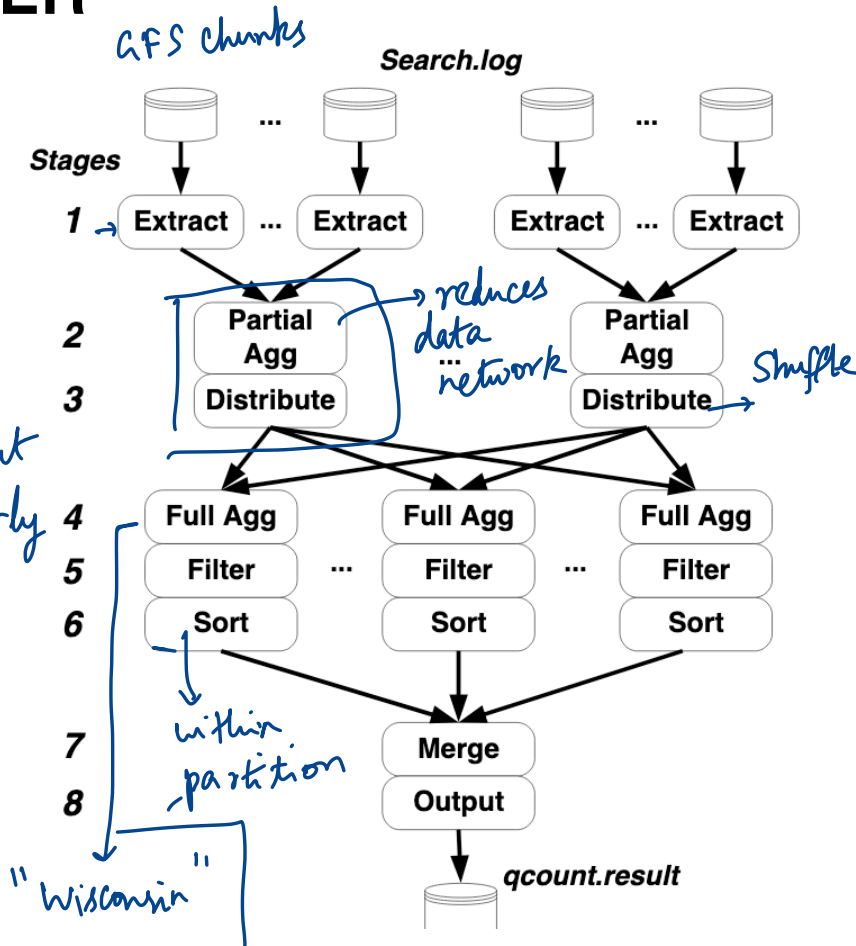 ER
GFS chunks
Search.log
...
...
Stages
1
Extract
...
Extract
Extract
...
Extract
2
Partial
Agg
reduces
data
...
network
Partial
Agg
3
Distribute
Distribute
Shuffle
4
Full Agg
Full Agg
Full Agg
5
Filter
...
Filter
...
Filter
6
Sort
Sort
Sort
within
partition
7
Merge
8
Output
"Wisconsin"
qcount.result